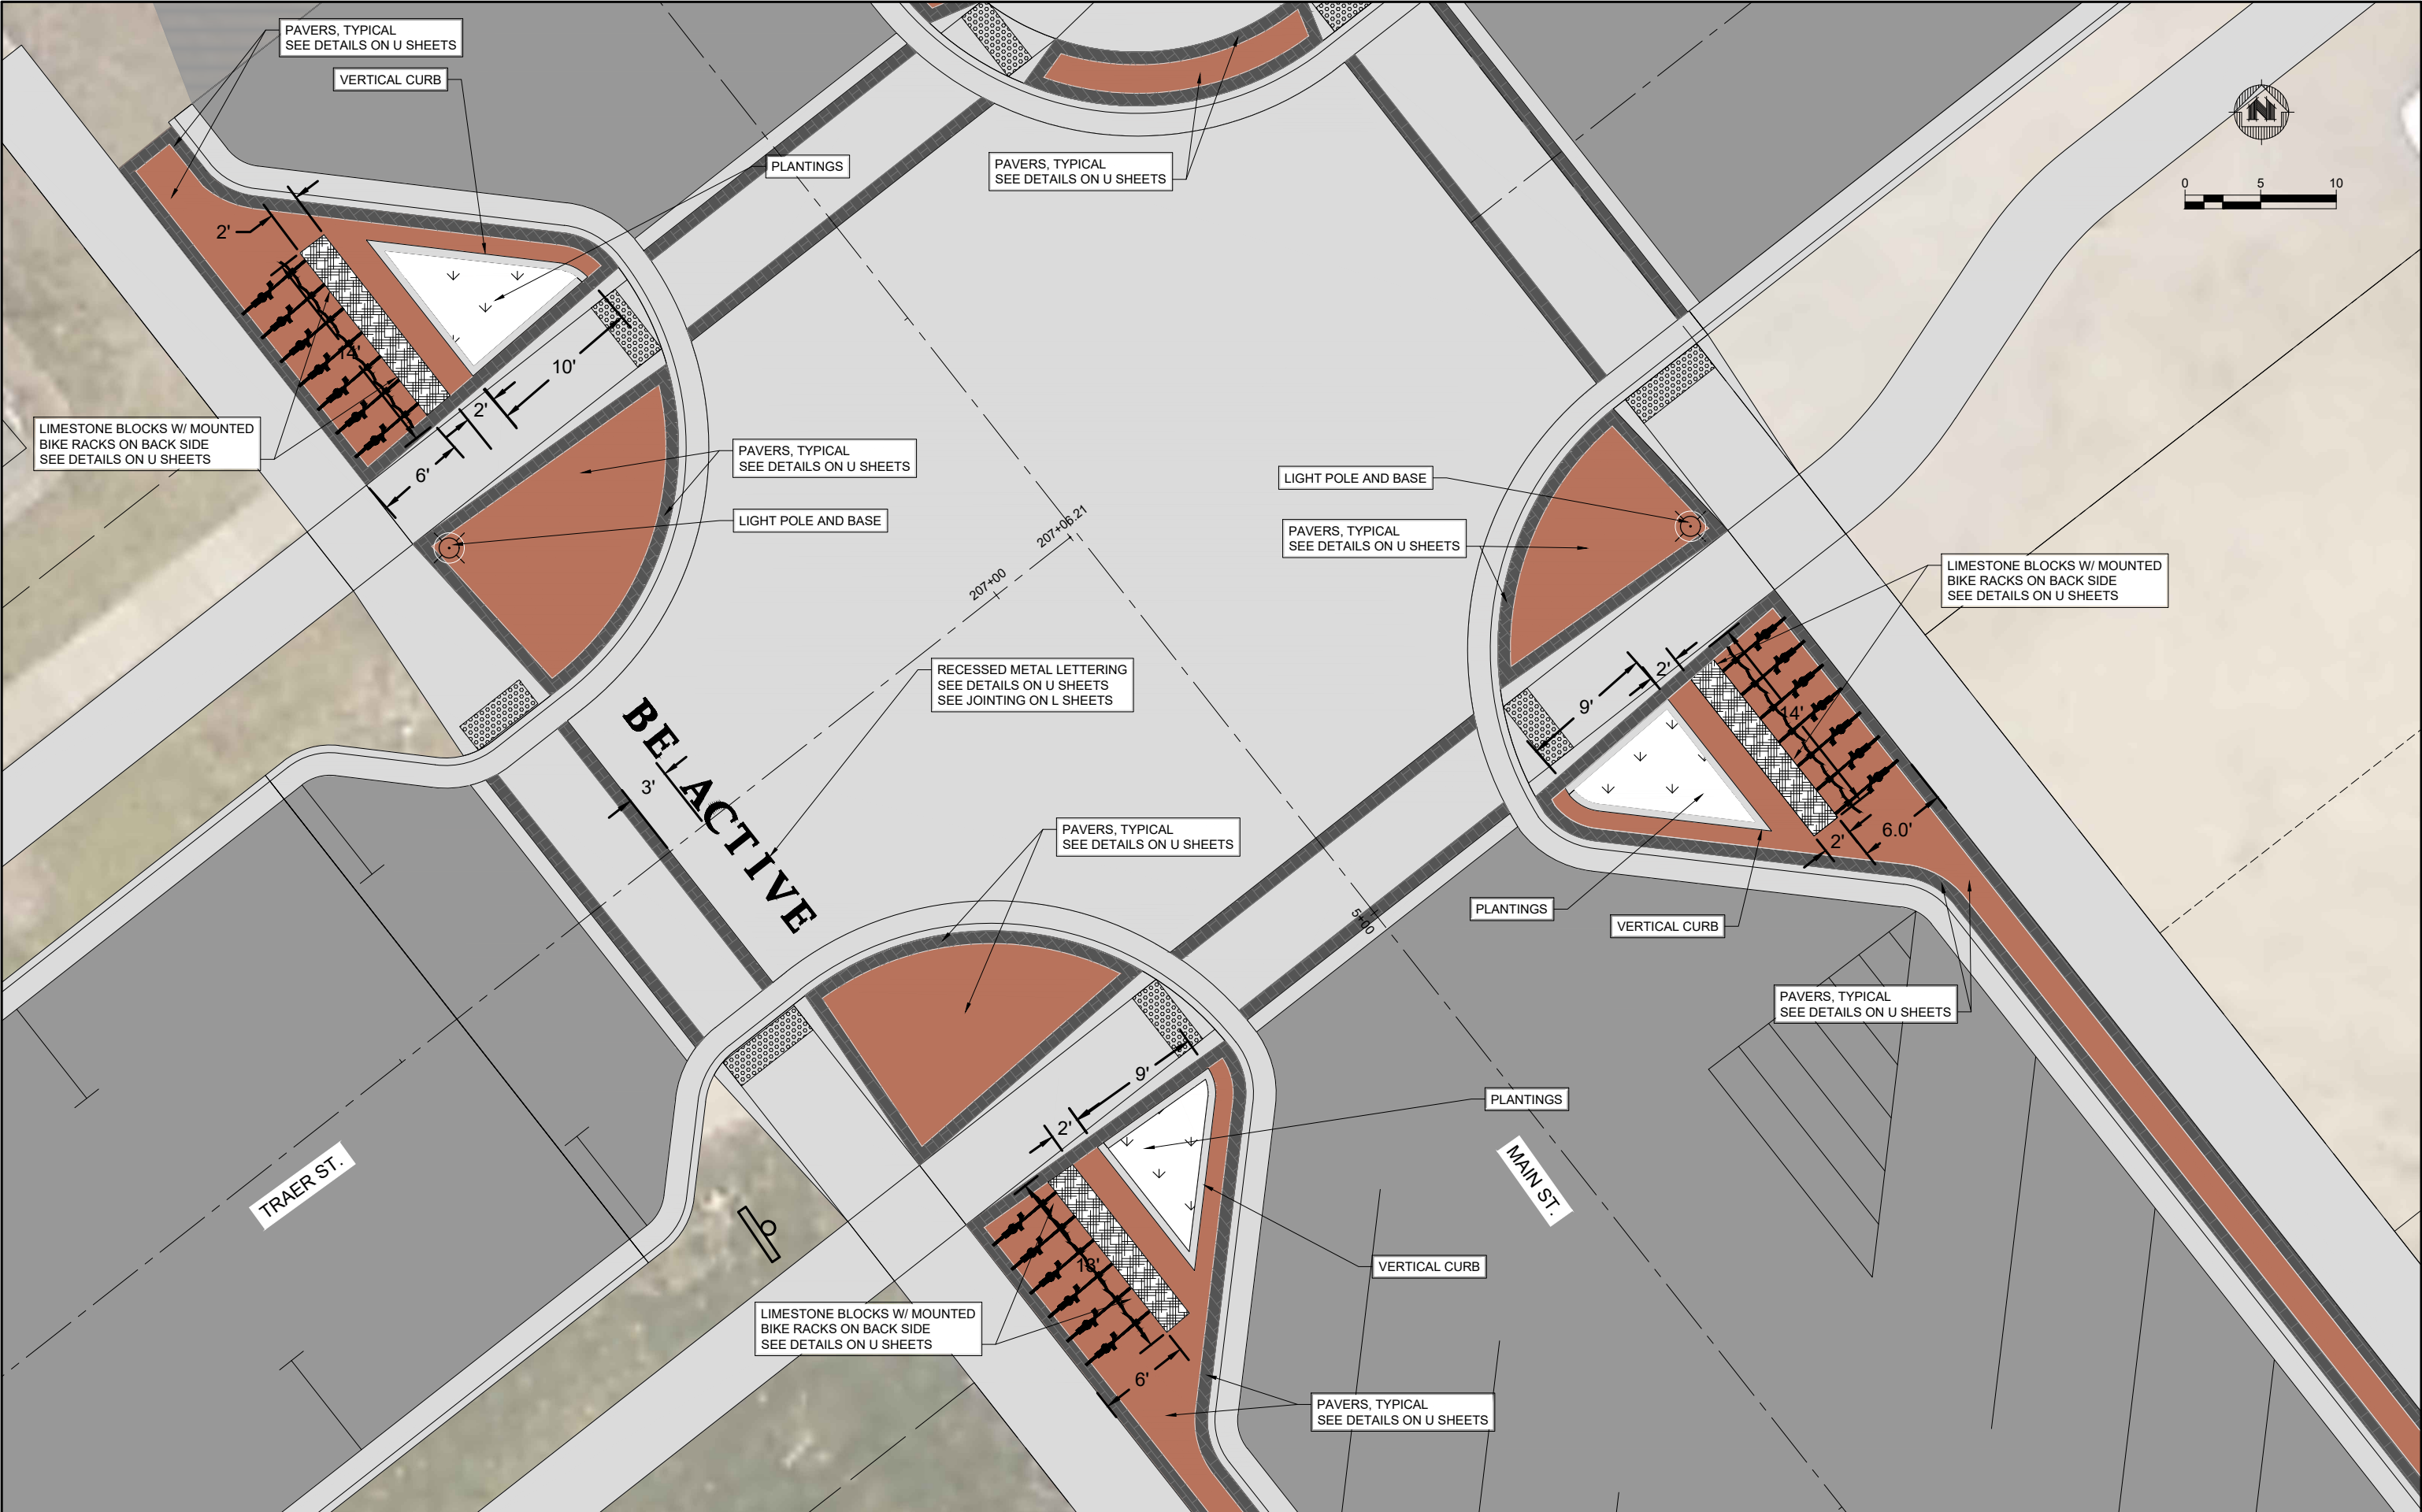 PAVERS, TYPICAL
SEE DETAILS ON U SHEETS
VERTICAL CURB
PLANTINGS
PAVERS, TYPICAL
SEE DETAILS ON U SHEETS
N
0 5 10
2'
14'
10'
2'
6'
LIMESTONE BLOCKS W/ MOUNTED
BIKE RACKS ON BACK SIDE
SEE DETAILS ON U SHEETS
PAVERS, TYPICAL
SEE DETAILS ON U SHEETS
LIGHT POLE AND BASE
LIGHT POLE AND BASE
PAVERS, TYPICAL
SEE DETAILS ON U SHEETS
207+06.21
207+00
LIMESTONE BLOCKS W/ MOUNTED
BIKE RACKS ON BACK SIDE
SEE DETAILS ON U SHEETS
RECESSED METAL LETTERING
SEE DETAILS ON U SHEETS
SEE JOINTING ON L SHEETS
BE ACTIVE
3'
2'
9'
14'
6.0'
2'
PAVERS, TYPICAL
SEE DETAILS ON U SHEETS
PLANTINGS
VERTICAL CURB
5+00
PAVERS, TYPICAL
SEE DETAILS ON U SHEETS
9'
2'
PLANTINGS
TRAER ST.
MAIN ST.
13'
VERTICAL CURB
LIMESTONE BLOCKS W/ MOUNTED
BIKE RACKS ON BACK SIDE
SEE DETAILS ON U SHEETS
6'
PAVERS, TYPICAL
SEE DETAILS ON U SHEETS